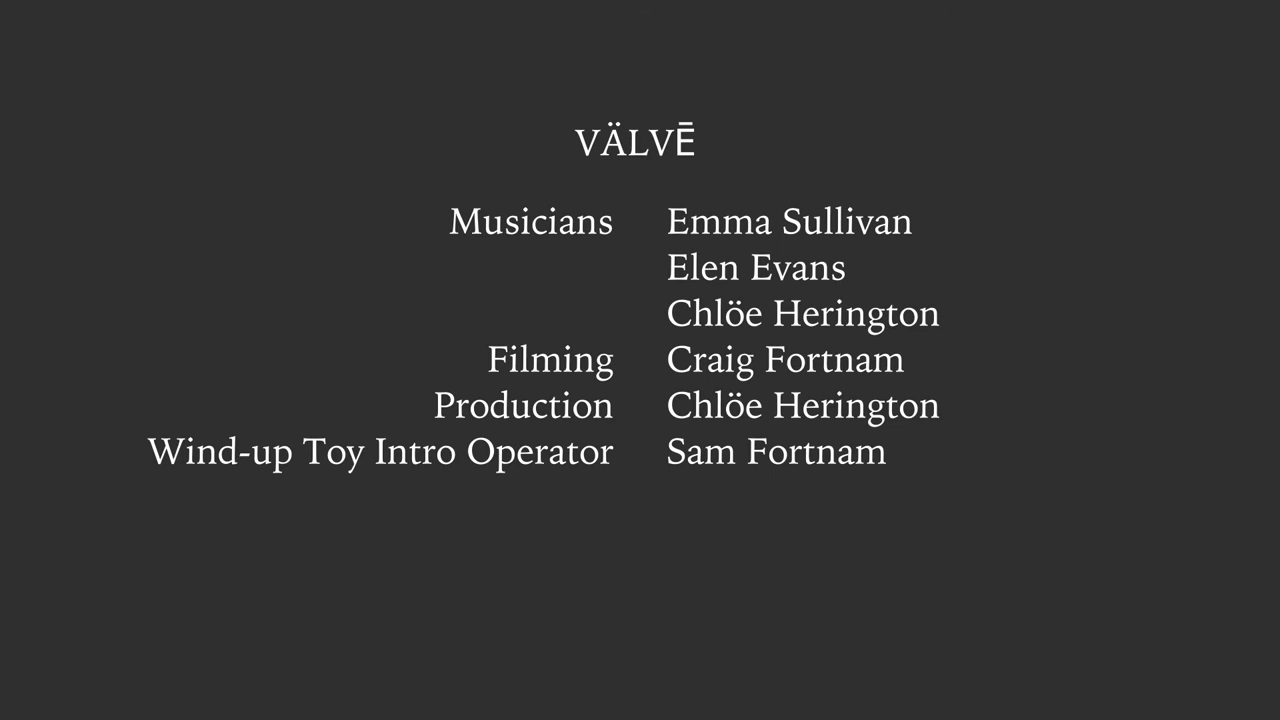 VÄLVĒ
Musicians Emma Sullivan
Elen Evans
Chlöe Herington
Filming Craig Fortnam
Production Chlöe Herington
Wind-up Toy Intro Operator Sam Fortnam